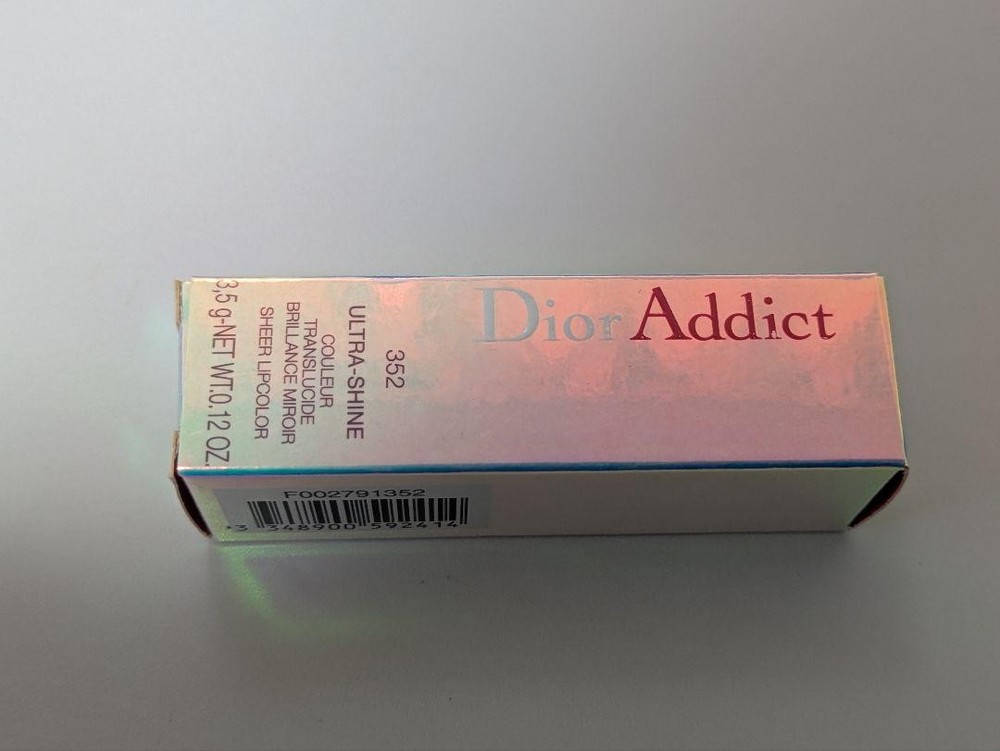 Dior Addict
352
ULTRA-SHINE
COULEUR
TRANSLUCIDE
BRILLANCE MIROIR
SHEER LIPCOLOR
3,5 g-NET WT.0.12 OZ.
F002791352
3 348900 592414